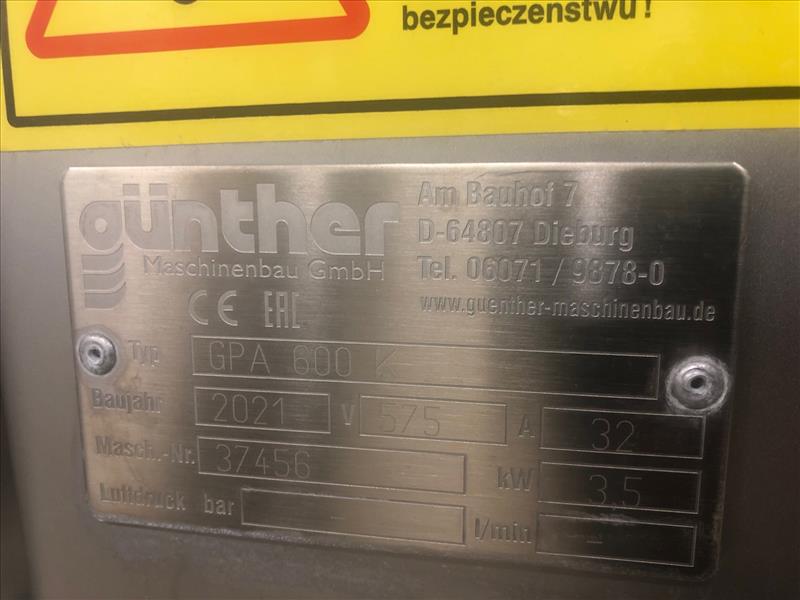 bezpieczeństwu!
günther
Maschinenbau GmbH
Am Bauhof 7
D-64807 Dieburg
Tel. 06071 / 9878-0
www.guenther-maschinenbau.de
CE EAC
Typ GPA 600 K
Baujahr 2021 V 575 A 32
Masch.-Nr. 37456 kW 3.5
Luftdruck bar — l/min —